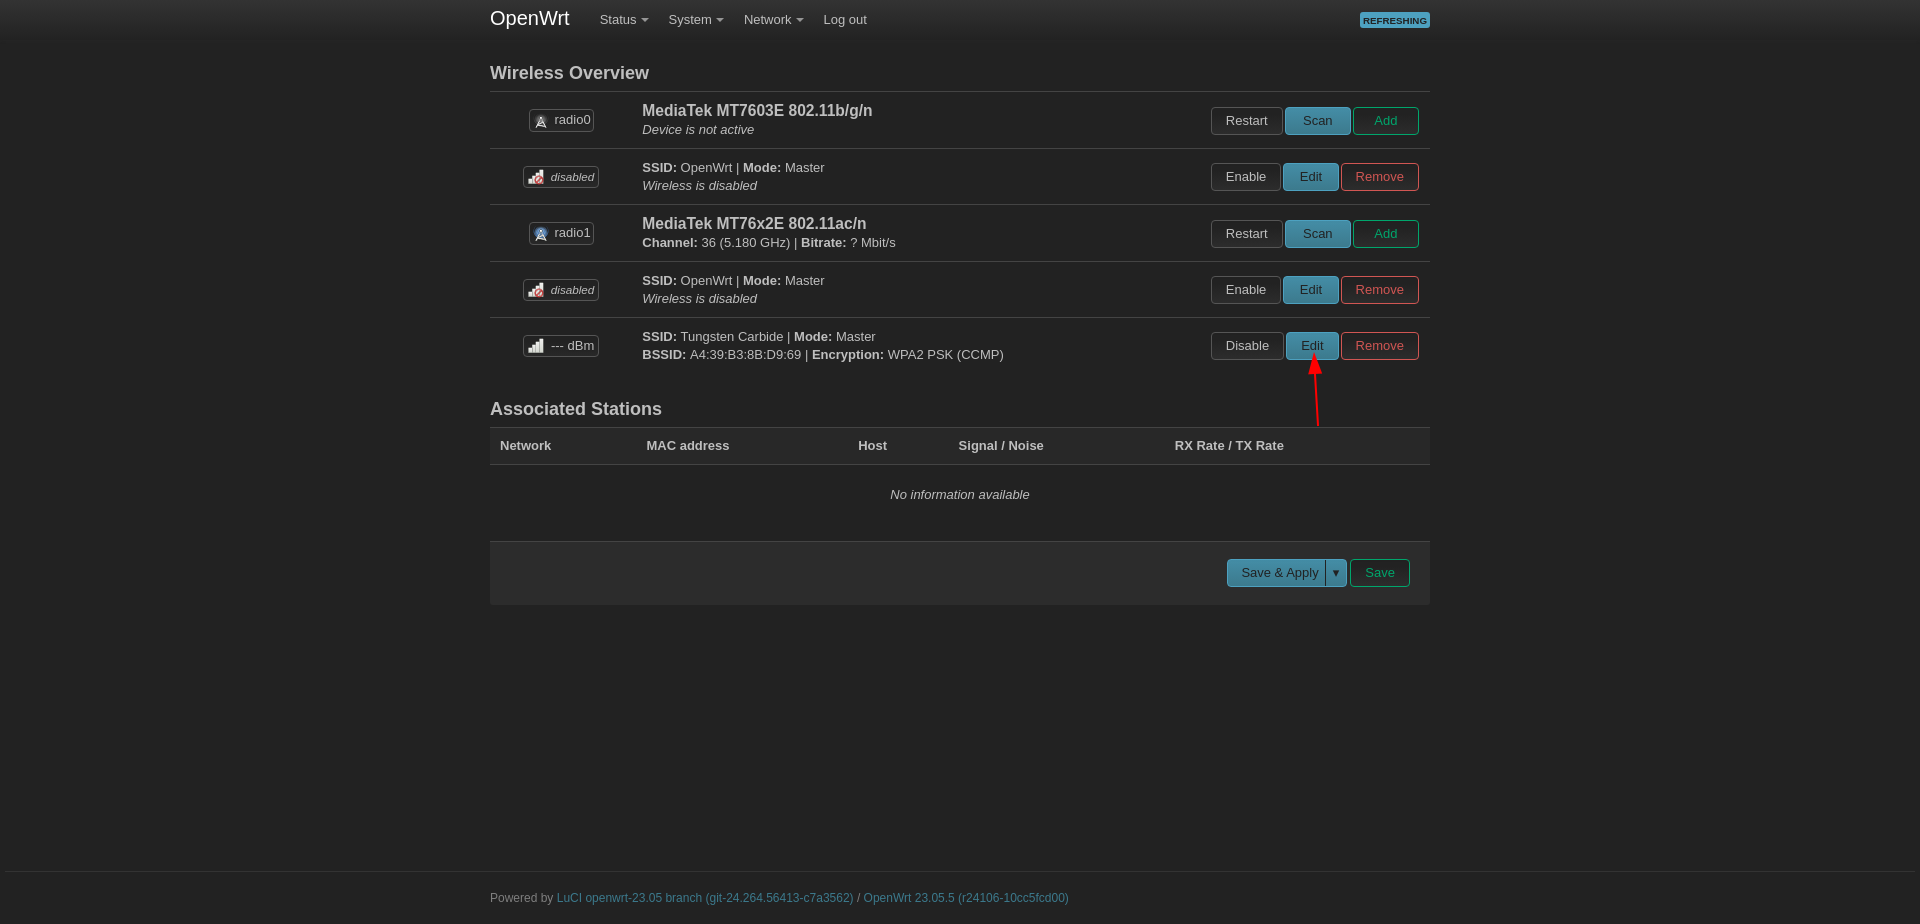 OpenWrt Status System Network Log out REFRESHING
Wireless Overview
radio0 MediaTek MT7603E 802.11b/g/n Restart Scan Add
Device is not active
disabled SSID: OpenWrt | Mode: Master Enable Edit Remove
Wireless is disabled
radio1 MediaTek MT76x2E 802.11ac/n Restart Scan Add
Channel: 36 (5.180 GHz) | Bitrate: ? Mbit/s
disabled SSID: OpenWrt | Mode: Master Enable Edit Remove
Wireless is disabled
--- dBm SSID: Tungsten Carbide | Mode: Master Disable Edit Remove
BSSID: A4:39:B3:8B:D9:69 | Encryption: WPA2 PSK (CCMP)
Associated Stations
Network MAC address Host Signal / Noise RX Rate / TX Rate
No information available
Save & Apply ▾ Save
Powered by LuCI openwrt-23.05 branch (git-24.264.56413-c7a3562) / OpenWrt 23.05.5 (r24106-10cc5fcd00)